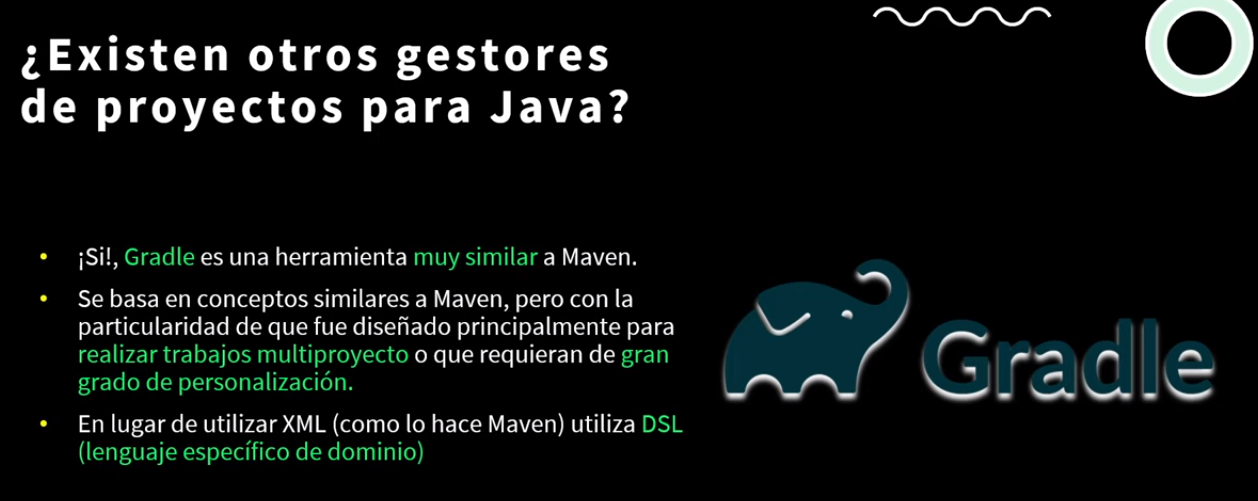 ¿Existen otros gestores
de proyectos para Java?
• ¡Si!, Gradle es una herramienta muy similar a Maven.
• Se basa en conceptos similares a Maven, pero con la
particularidad de que fue diseñado principalmente para
realizar trabajos multiproyecto o que requieran de gran
grado de personalización.
• En lugar de utilizar XML (como lo hace Maven) utiliza DSL
(lenguaje específico de dominio)
Gradle